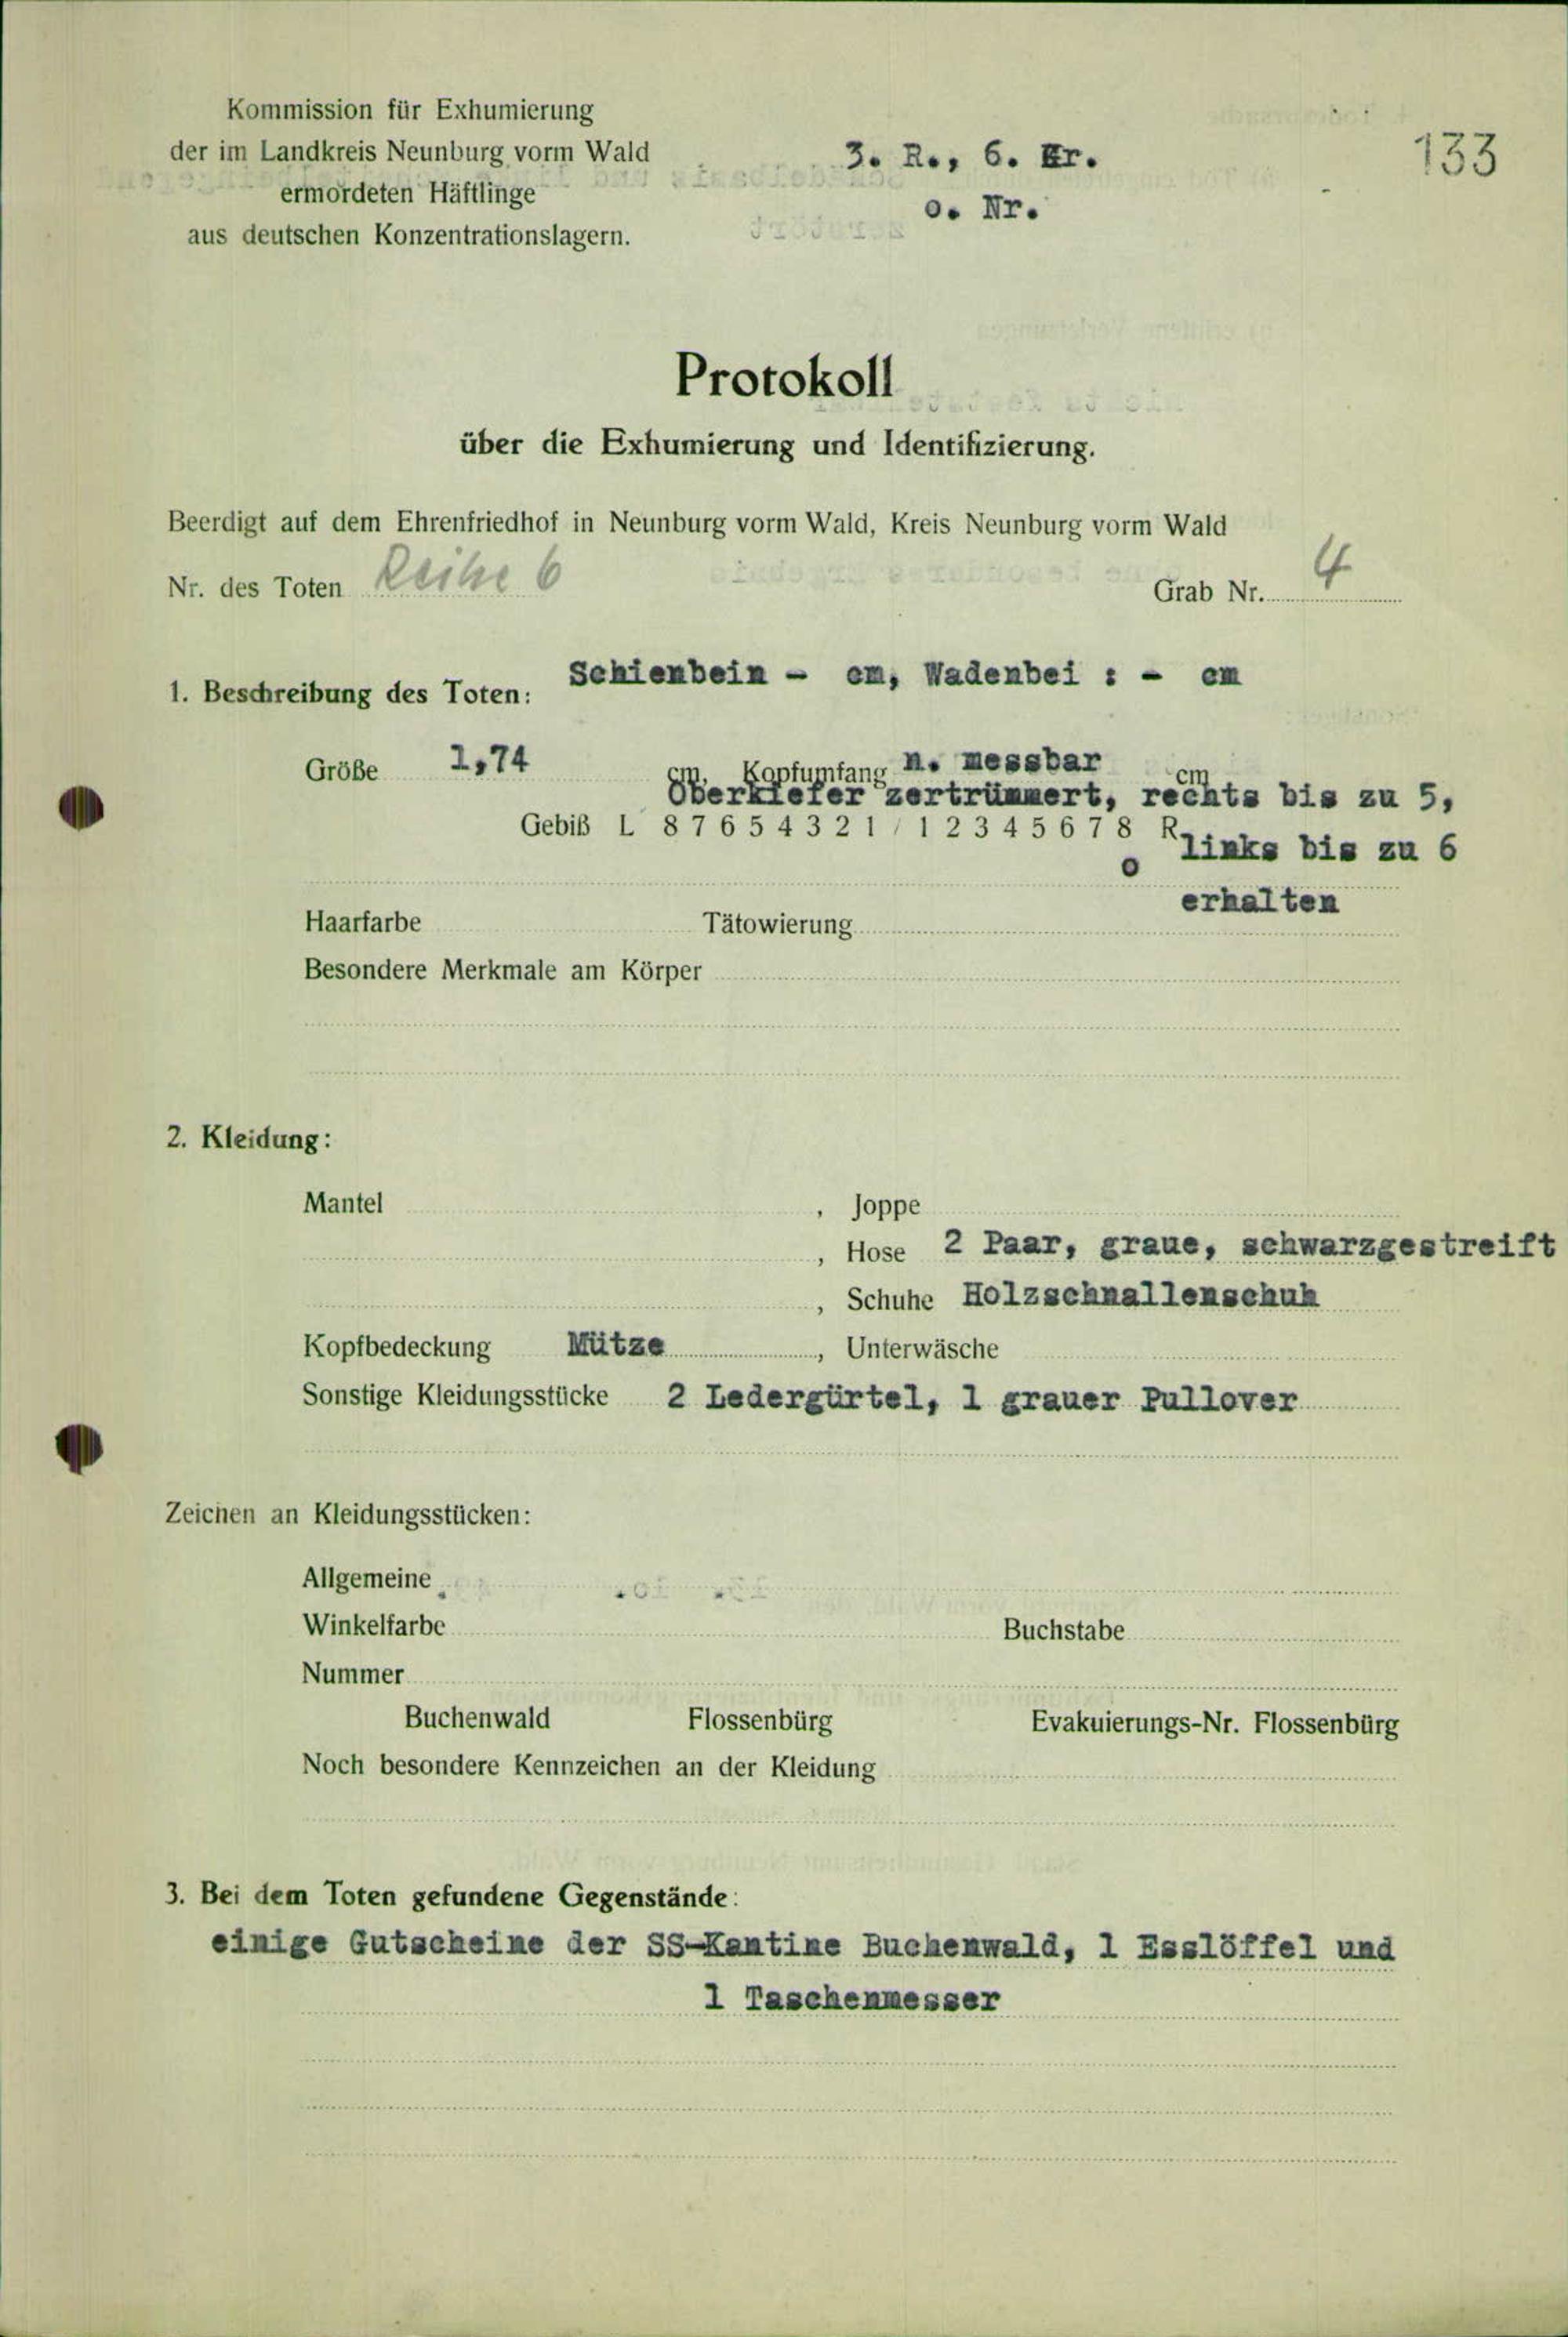 Kommission für Exhumierung
der im Landkreis Neunburg vorm Wald
ermordeten Häftlinge
aus deutschen Konzentrationslagern.
3. R., 6. Er.
o. Nr.
133
Protokoll
über die Exhumierung und Identifizierung.
Beerdigt auf dem Ehrenfriedhof in Neunburg vorm Wald, Kreis Neunburg vorm Wald
Nr. des Toten Reihe 6 Grab Nr. 4
1. Beschreibung des Toten: Schienbein - cm, Wadenbei : - cm
Größe 1,74 cm, Kopfumfang n. messbar cm
Oberkiefer zertrümmert, rechts bis zu 5,
Gebiß L 8 7 6 5 4 3 2 1 / 1 2 3 4 5 6 7 8 R
links bis zu 6
o
erhalten
Haarfarbe Tätowierung
Besondere Merkmale am Körper
2. Kleidung:
Mantel , Joppe
, Hose 2 Paar, graue, schwarzgestreift
, Schuhe Holzschnallenschuh
Kopfbedeckung Mütze , Unterwäsche
Sonstige Kleidungsstücke 2 Ledergürtel, 1 grauer Pullover
Zeichen an Kleidungsstücken:
Allgemeine
Winkelfarbe Buchstabe
Nummer
Buchenwald Flossenbürg Evakuierungs-Nr. Flossenbürg
Noch besondere Kennzeichen an der Kleidung
3. Bei dem Toten gefundene Gegenstände:
einige Gutscheine der SS-Kantine Buchenwald, 1 Esslöffel und
1 Taschenmesser